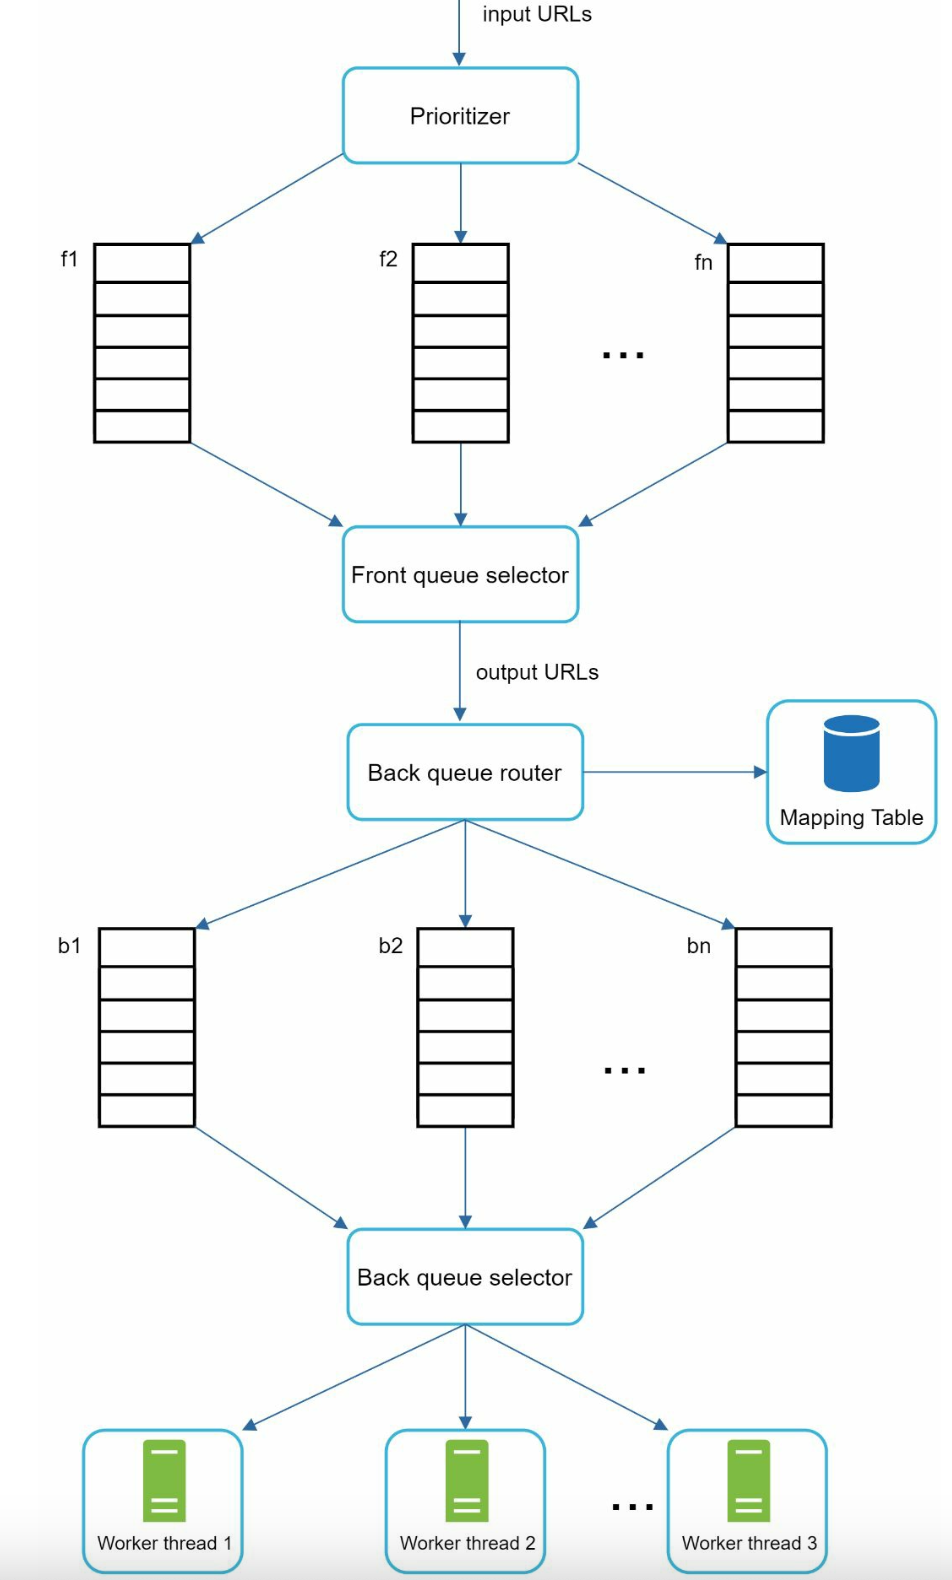 input URLs
Prioritizer
f1
f2
fn
...
Front queue selector
output URLs
Back queue router
Mapping Table
b1
b2
bn
...
Back queue selector
...
Worker thread 1
Worker thread 2
Worker thread 3